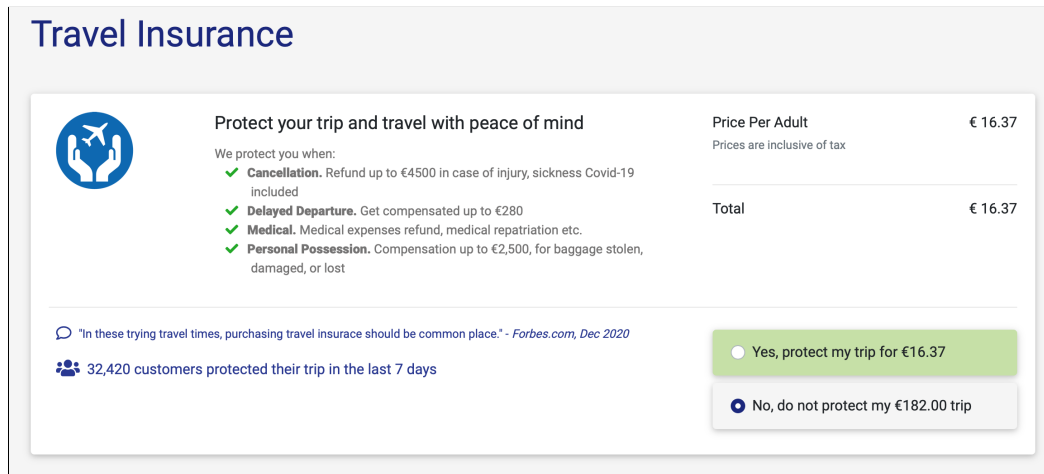 Travel Insurance
Protect your trip and travel with peace of mind
We protect you when:
Cancellation. Refund up to €4500 in case of injury, sickness Covid-19
included
Delayed Departure. Get compensated up to €280
Medical. Medical expenses refund, medical repatriation etc.
Personal Possession. Compensation up to €2,500, for baggage stolen,
damaged, or lost
Price Per Adult € 16.37
Prices are inclusive of tax
Total € 16.37
"In these trying travel times, purchasing travel insurace should be common place." - Forbes.com, Dec 2020
32,420 customers protected their trip in the last 7 days
Yes, protect my trip for €16.37
No, do not protect my €182.00 trip